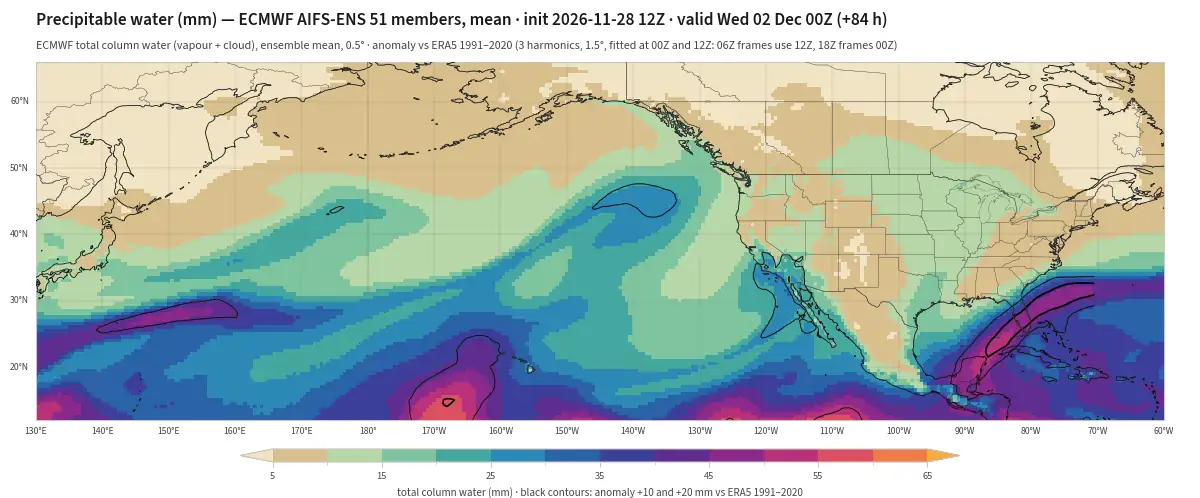 Precipitable water (mm) — ECMWF AIFS-ENS 51 members, mean · init 2026-11-28 12Z · valid Wed 02 Dec 00Z (+84 h)
ECMWF total column water (vapour + cloud), ensemble mean, 0.5° · anomaly vs ERA5 1991–2020 (3 harmonics, 1.5°, fitted at 00Z and 12Z: 06Z frames use 12Z, 18Z frames 00Z)
60°N
50°N
40°N
30°N
20°N
130°E 140°E 150°E 160°E 170°E 180° 170°W 160°W 150°W 140°W 130°W 120°W 110°W 100°W 90°W 80°W 70°W 60°W
5 15 25 35 45 55 65
total column water (mm) · black contours: anomaly +10 and +20 mm vs ERA5 1991–2020